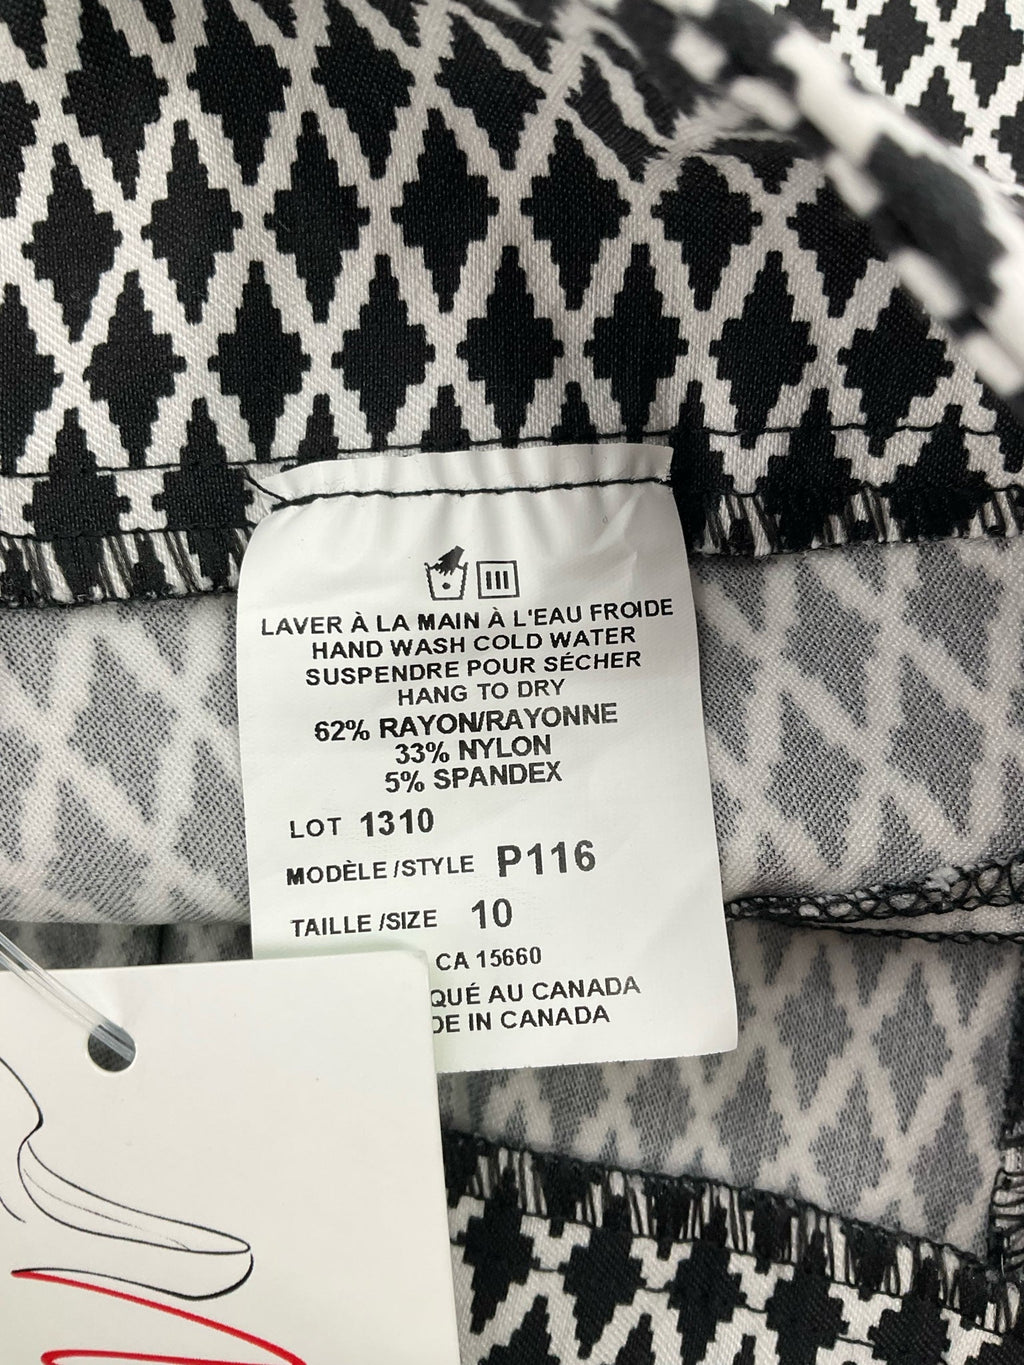 LAVER À LA MAIN À L'EAU FROIDE
HAND WASH COLD WATER
SUSPENDRE POUR SÉCHER
HANG TO DRY
62% RAYON/RAYONNE
33% NYLON
5% SPANDEX
LOT 1310
MODÈLE /STYLE P116
TAILLE /SIZE 10
CA 15660
QUÉ AU CANADA
DE IN CANADA